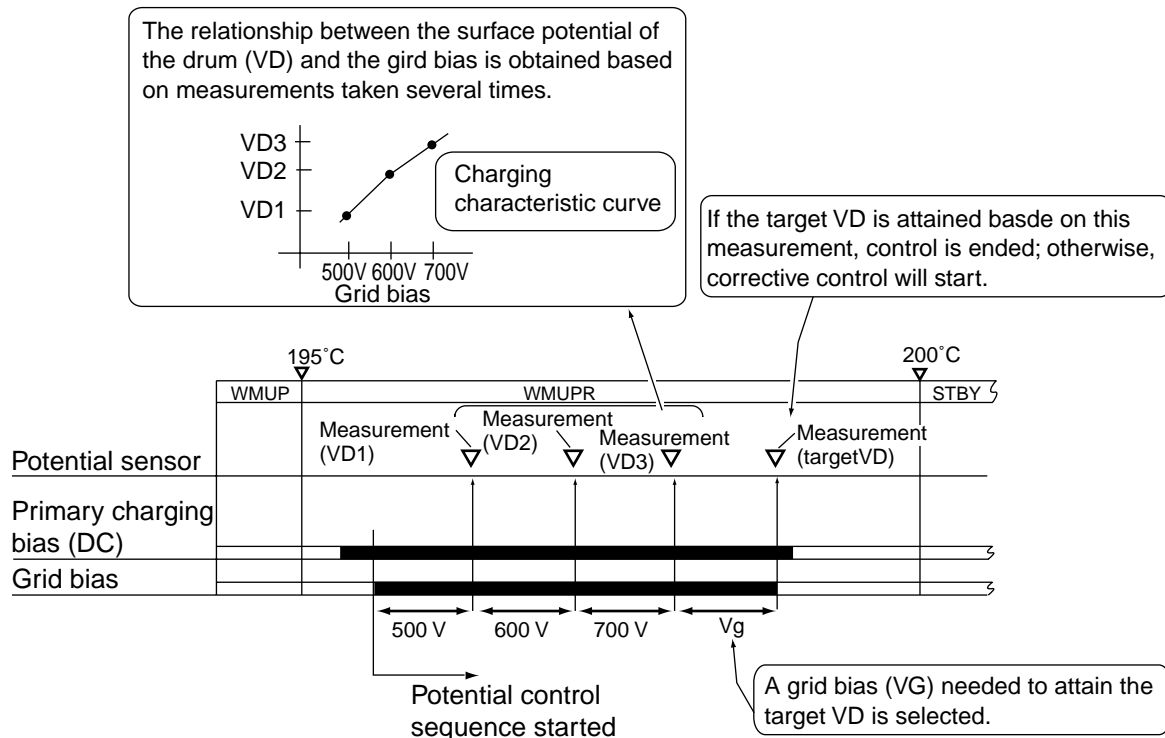 The relationship between the surface potential of
the drum (VD) and the gird bias is obtained based
on measurements taken several times.
VD3
VD2
VD1
500V 600V 700V
Grid bias
Charging
characteristic curve
If the target VD is attained basde on this
measurement, control is ended; otherwise,
corrective control will start.
195˚C
200˚C
WMUP
WMUPR
STBY
Measurement
(VD1)
Measurement
(VD2)
Measurement
(VD3)
Measurement
(targetVD)
Potential sensor
Primary charging
bias (DC)
Grid bias
500 V
600 V
700 V
Vg
Potential control
sequence started
A grid bias (VG) needed to attain the
target VD is selected.